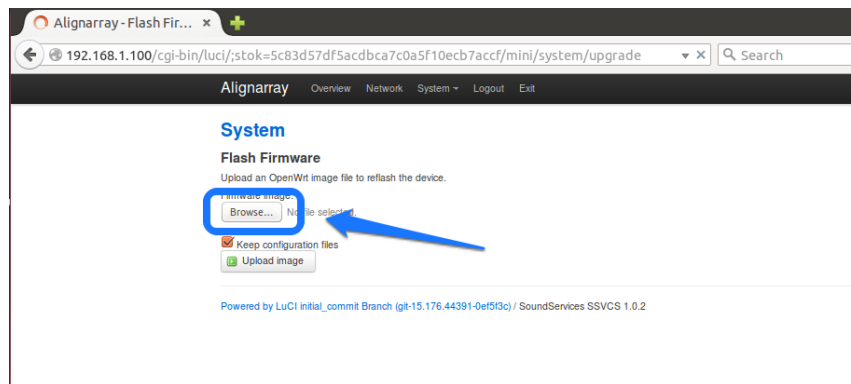 Alignarray - Flash Fir... ×
192.168.1.100/cgi-bin/luci/;stok=5c83d57df5acdbca7c0a5f10ecb7accf/mini/system/upgrade Search
Alignarray Overview Network System Logout Exit
System
Flash Firmware
Upload an OpenWrt image file to reflash the device.
Firmware image:
Browse... No file selected.
Keep configuration files
Upload image
Powered by LuCI initial_commit Branch (git-15.176.44391-0ef5f3c) / SoundServices SSVCS 1.0.2